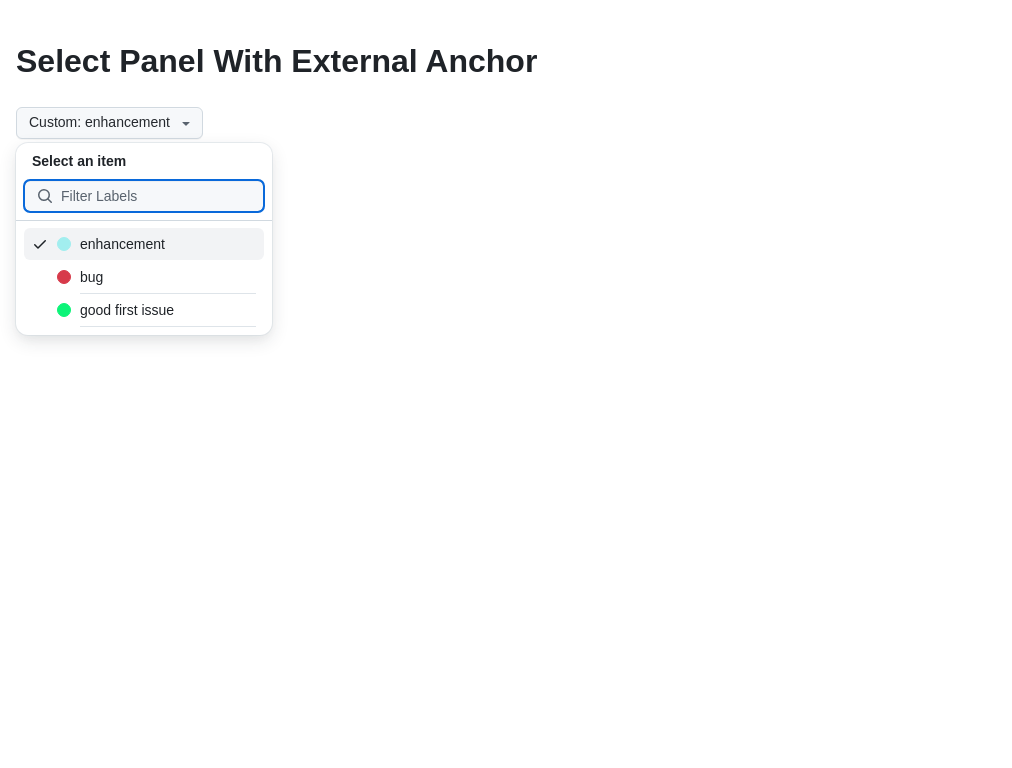 Select Panel With External Anchor
Custom: enhancement
Select an item
Filter Labels
enhancement
bug
good first issue